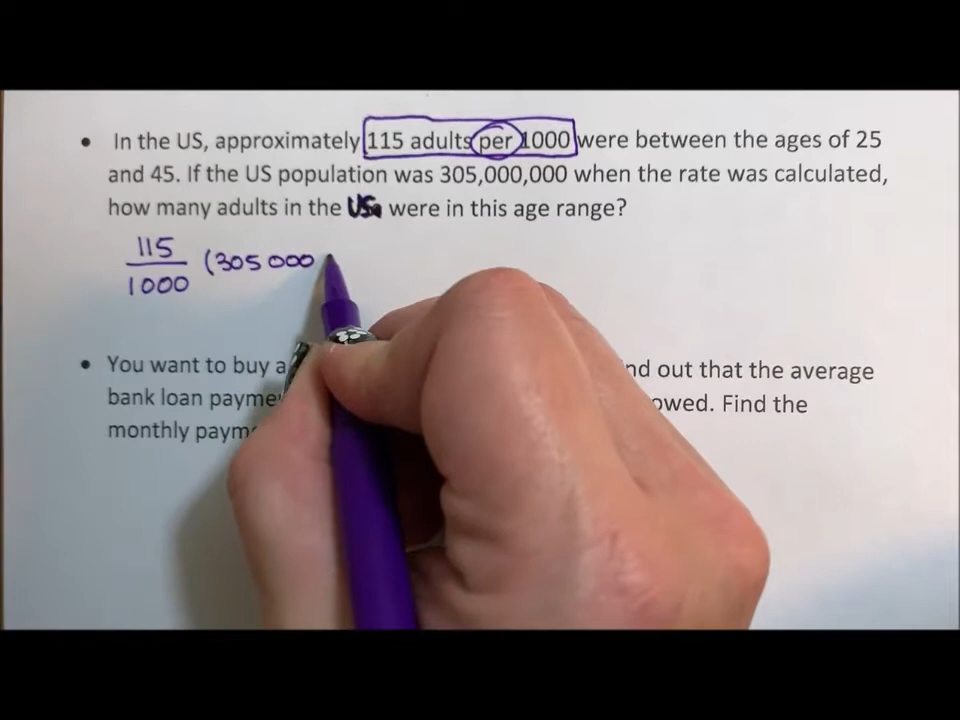 • In the US, approximately 115 adults per 1000 were between the ages of 25
and 45. If the US population was 305,000,000 when the rate was calculated,
how many adults in the US were in this age range?
115
1000
(305 000
• You want to buy a nd out that the average
bank loan payme owed. Find the
monthly paym